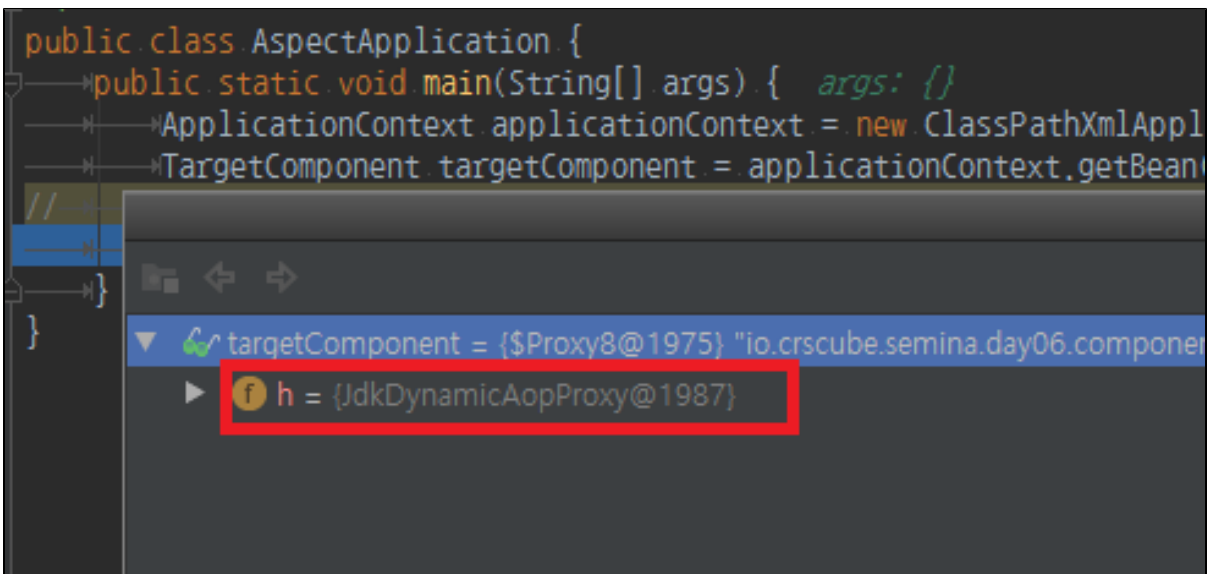 public class AspectApplication {
public static void main(String[] args) { args: {}
ApplicationContext applicationContext = new ClassPathXmlAppl
TargetComponent targetComponent = applicationContext.getBean(
//
}
}
targetComponent = {$Proxy8@1975} "io.crscube.semina.day06.componer
f h = {JdkDynamicAopProxy@1987}